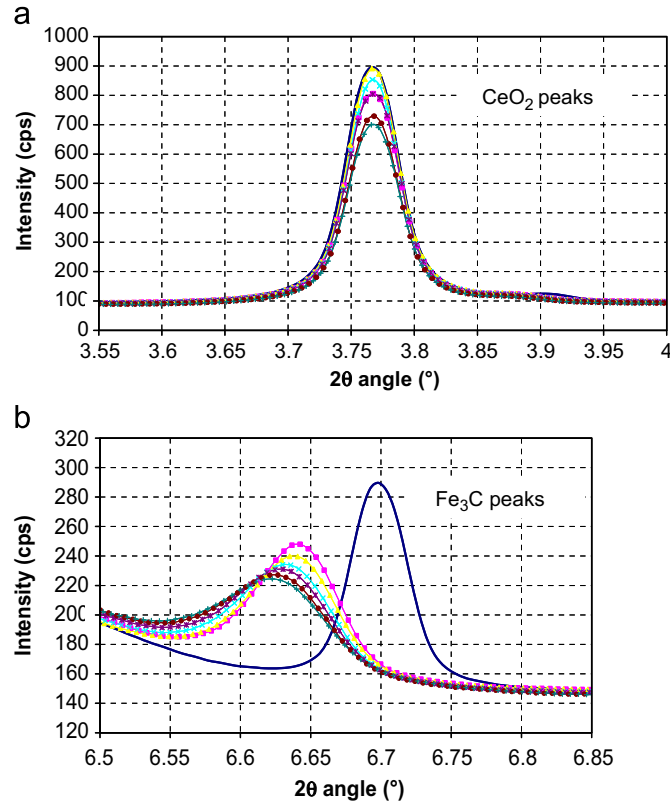 a
1000
900
800
700
600
500
400
300
200
100
0
Intensity (cps)
CeO₂ peaks
3.55 3.6 3.65 3.7 3.75 3.8 3.85 3.9 3.95 4
2θ angle (°)
b
320
300
280
260
240
220
200
180
160
140
120
Intensity (cps)
Fe₃C peaks
6.5 6.55 6.6 6.65 6.7 6.75 6.8 6.85
2θ angle (°)